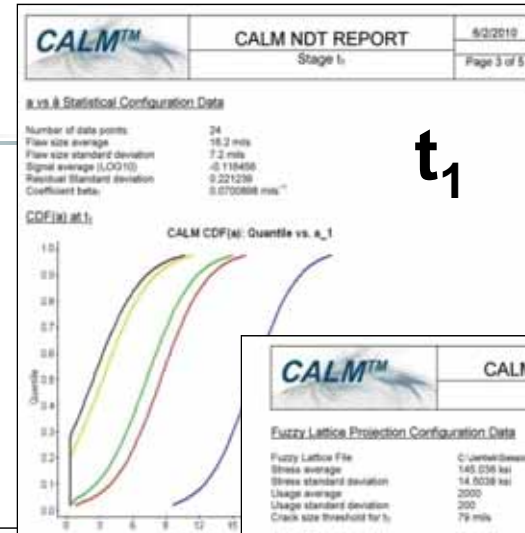 CALM™
CALM NDT REPORT
6/2/2010
Stage t₁
Page 3 of 5
a vs â Statistical Configuration Data
t₁
Number of data points 24
Flaw size average 16.2 mils
Flaw size standard deviation 7.2 mils
Signal average (LOG10) -0.116456
Residual Standard deviation 0.221239
Coefficient beta₁ mils⁻¹
CDF(a) at t₁
CALM CDF(a): Quantile vs. a_1
Quantile
1.0
0.9
0.8
0.7
0.6
0.5
0.4
0.3
0.2
0.1
0.0
0 3 6 9 12
CALM™
CALM
Fuzzy Lattice Projection Configuration Data
Fuzzy Lattice File
Stress average 145.036 ksi
Stress standard deviation 14.5036 ksi
Usage average 2000
Usage standard deviation 200
Crack size threshold for t₂ 79 mils